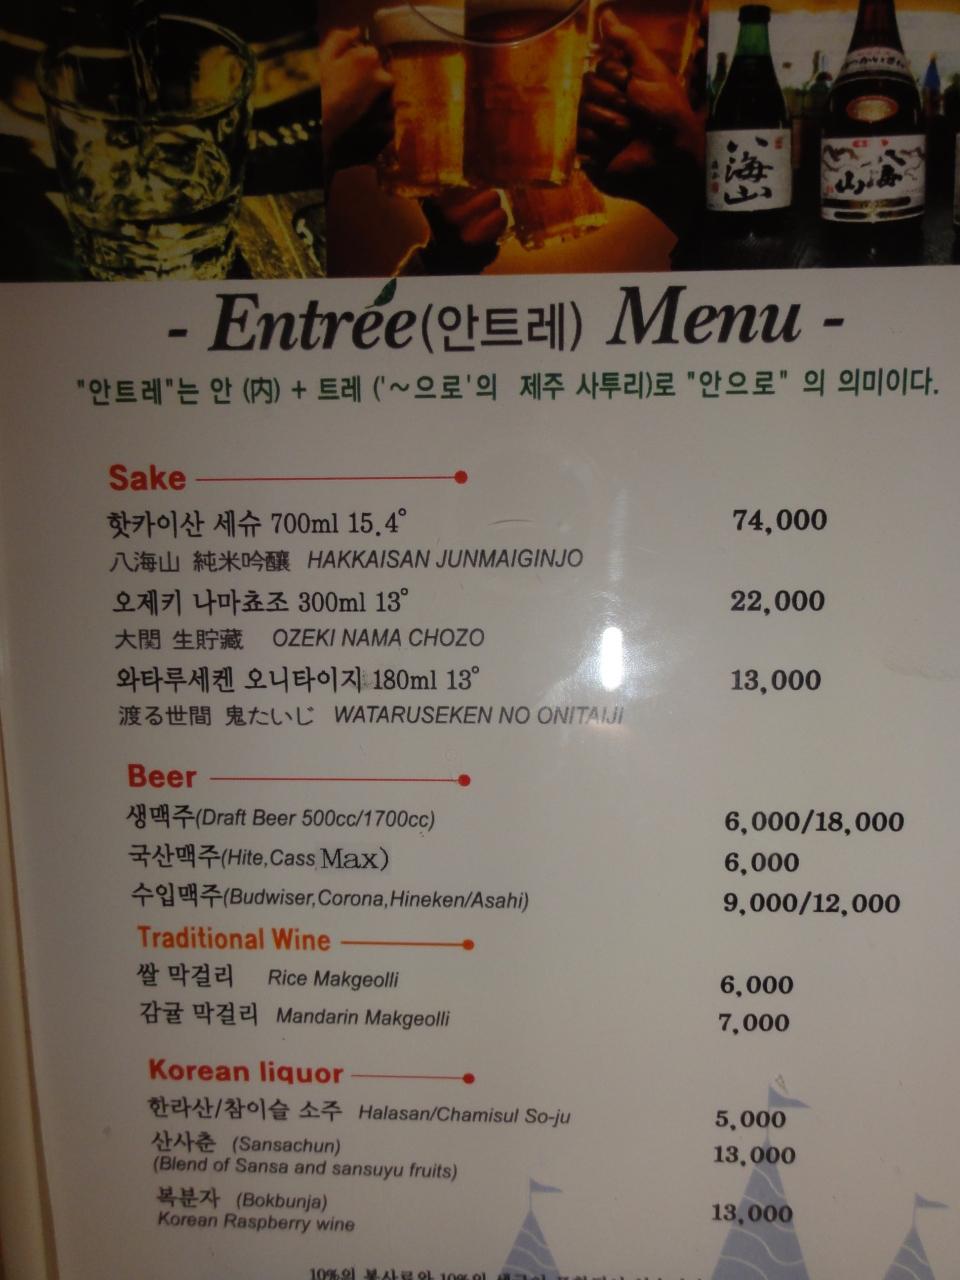 八海山
八海山
- Entrée(안트레) Menu -
"안트레"는 안 (內) + 트레 ('~으로'의 제주 사투리)로 "안으로" 의 의미이다.
Sake
핫카이산 세슈 700ml 15.4° 74,000
八海山 純米吟醸 HAKKAISAN JUNMAIGINJO
오제키 나마쵸조 300ml 13° 22,000
大関 生貯蔵 OZEKI NAMA CHOZO
와타루세켄 오니타이지 180ml 13° 13,000
渡る世間 鬼たいじ WATARUSEKEN NO ONITAIJI
Beer
생맥주(Draft Beer 500cc/1700cc) 6,000/18,000
국산맥주(Hite,Cass Max) 6,000
수입맥주(Budwiser,Corona,Hineken/Asahi) 9,000/12,000
Traditional Wine
쌀 막걸리 Rice Makgeolli 6,000
감귤 막걸리 Mandarin Makgeolli 7,000
Korean liquor
한라산/참이슬 소주 Halasan/Chamisul So-ju 5,000
산사춘 (Sansachun) 13,000
(Blend of Sansa and sansuyu fruits)
복분자 (Bokbunja) 13,000
Korean Raspberry wine
10%의 봉사료와 10%의